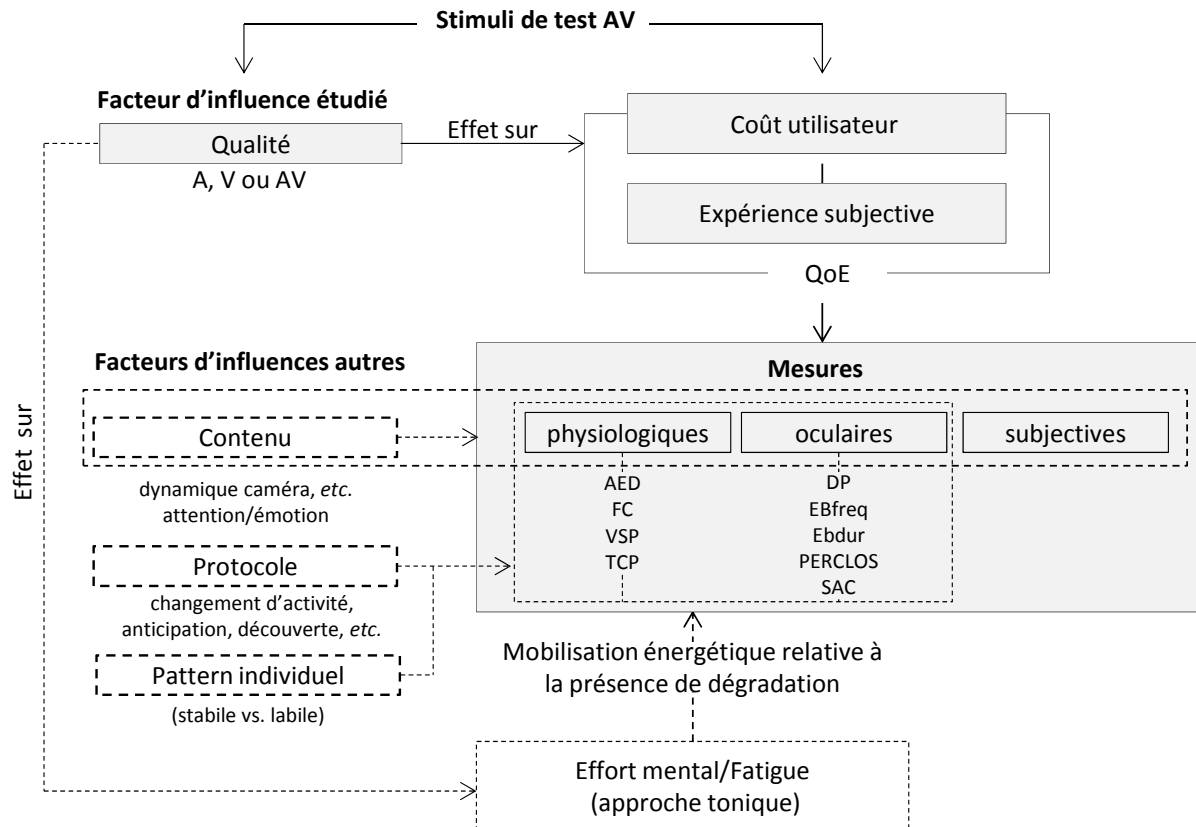 Stimuli de test AV
Facteur d'influence étudié
Qualité
A, V ou AV
Effet sur
Coût utilisateur
Expérience subjective
QoE
Effet sur
Facteurs d'influences autres
Mesures
Contenu
physiologiques
oculaires
subjectives
dynamique caméra, etc.
attention/émotion
AED
FC
VSP
TCP
DP
EBfreq
Ebdur
PERCLOS
SAC
Protocole
changement d'activité,
anticipation, découverte, etc.
Pattern individuel
(stabile vs. labile)
Mobilisation énergétique relative à
la présence de dégradation
Effort mental/Fatigue
(approche tonique)